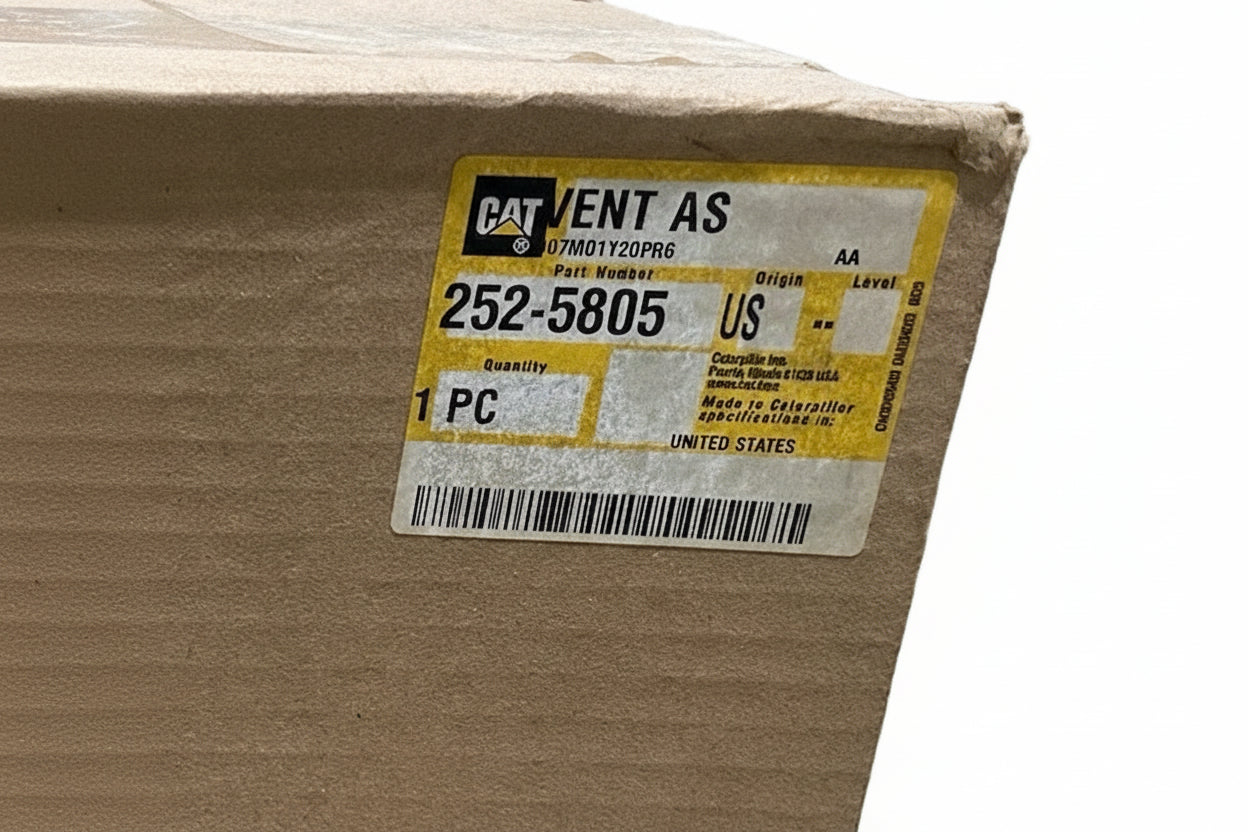 CAT VENT AS
07M01Y20PR6 AA
Part Number Origin Level
252-5805 US --
Quantity
1 PC
Made to Caterpillar
specifications in:
UNITED STATES